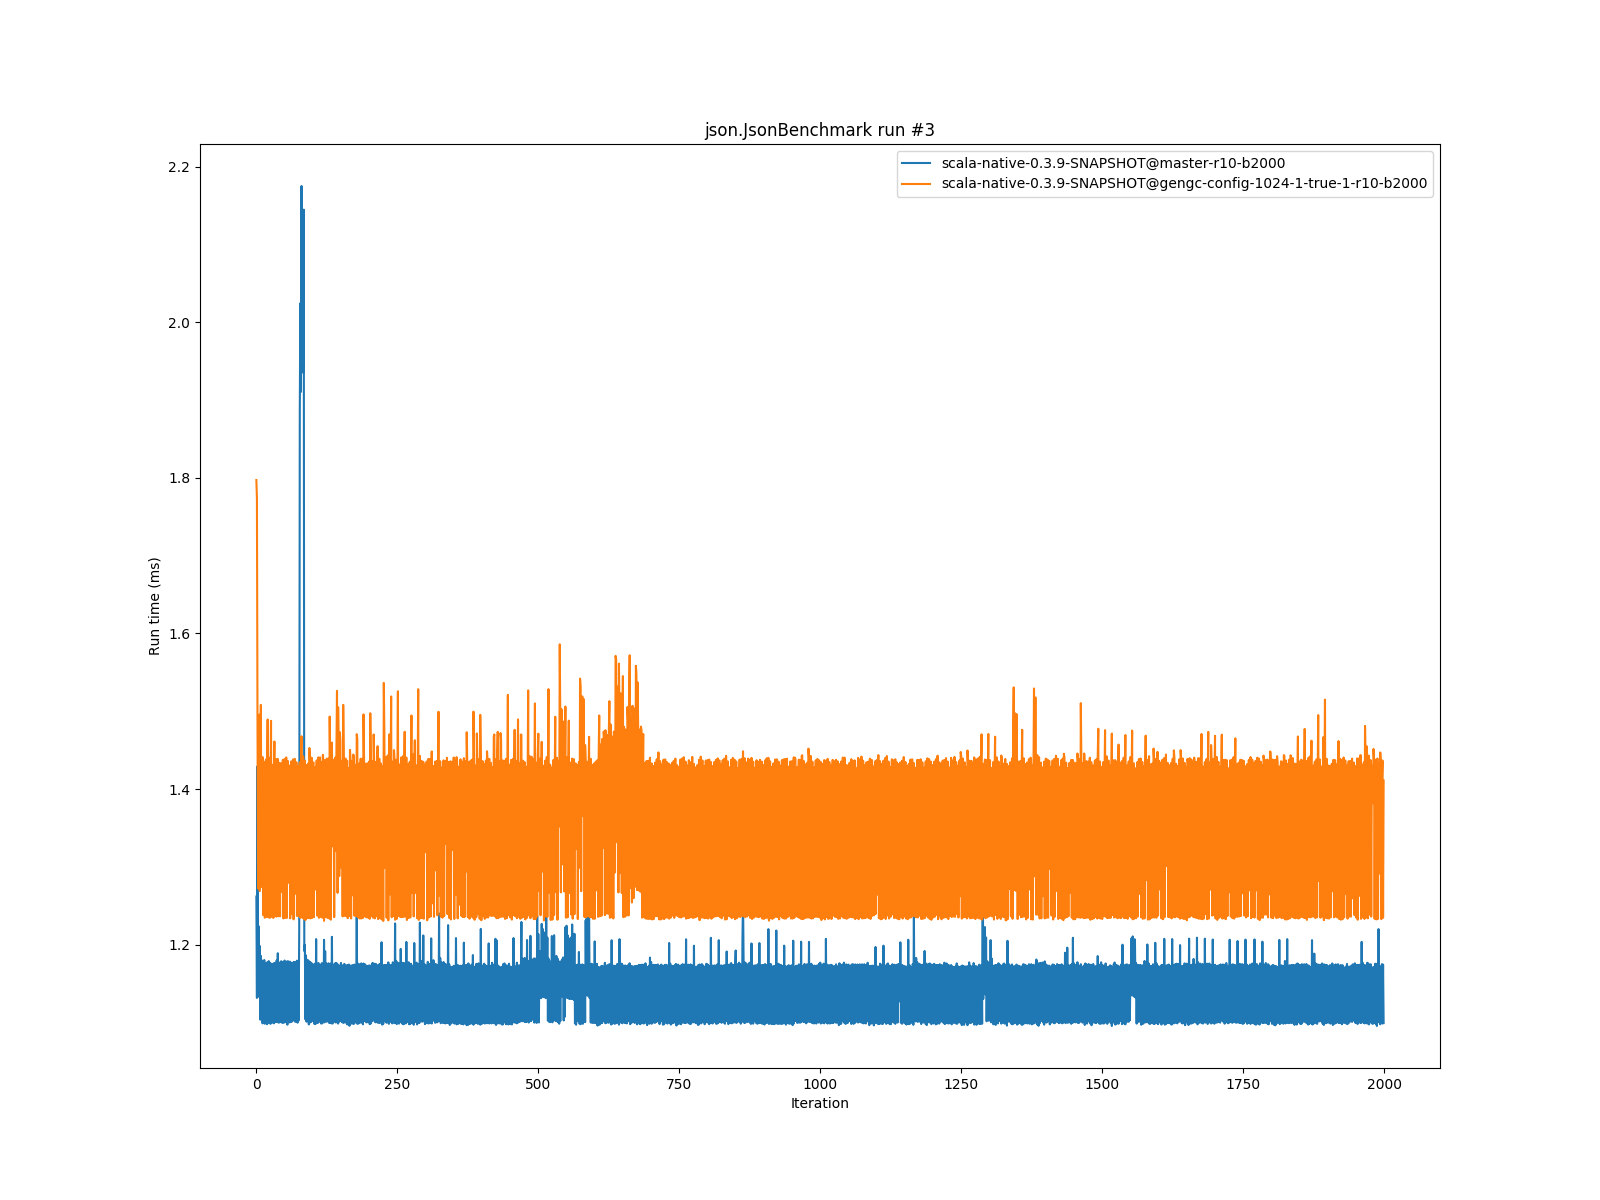 json.JsonBenchmark run #3
scala-native-0.3.9-SNAPSHOT@master-r10-b2000
scala-native-0.3.9-SNAPSHOT@gengc-config-1024-1-true-1-r10-b2000
Run time (ms)
2.2
2.0
1.8
1.6
1.4
1.2
0 250 500 750 1000 1250 1500 1750 2000
Iteration